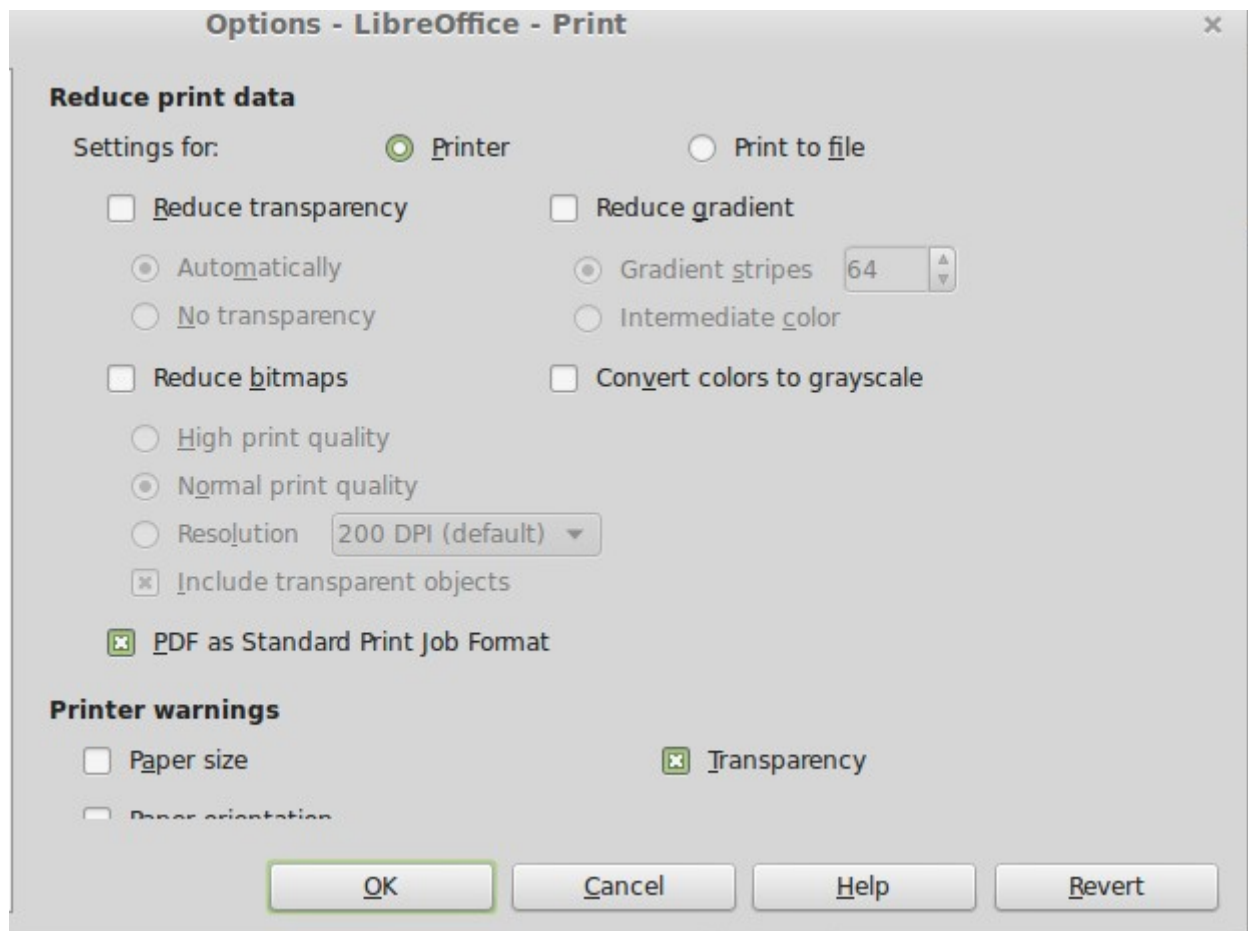 Options - LibreOffice - Print
Reduce print data
Settings for: Printer Print to file
Reduce transparency Reduce gradient
Automatically Gradient stripes 64
No transparency Intermediate color
Reduce bitmaps Convert colors to grayscale
High print quality
Normal print quality
Resolution 200 DPI (default)
Include transparent objects
PDF as Standard Print Job Format
Printer warnings
Paper size Transparency
Paper orientation
OK Cancel Help Revert